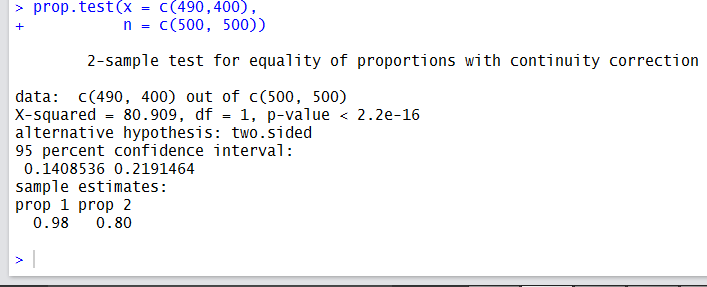 > prop.test(x = c(490,400),
+           n = c(500, 500))
2-sample test for equality of proportions with continuity correction
data:  c(490, 400) out of c(500, 500)
X-squared = 80.909, df = 1, p-value < 2.2e-16
alternative hypothesis: two.sided
95 percent confidence interval:
 0.1408536 0.2191464
sample estimates:
prop 1 prop 2
  0.98   0.80
>